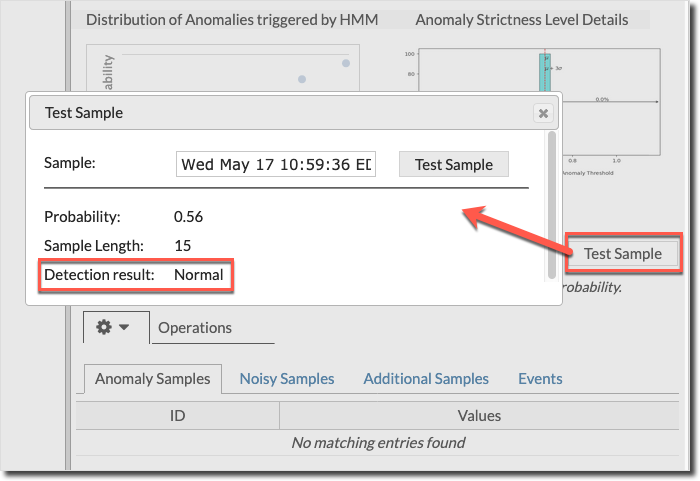 Distribution of Anomalies triggered by HMM
Anomaly Strictness Level Details
ability
100
80
μ
μ + 3σ
0.0%
0.8
1.0
Anomaly Threshold
Test Sample
Sample:
Wed May 17 10:59:36 ED
Test Sample
Probability: 0.56
Sample Length: 15
Detection result: Normal
Test Sample
robability.
Operations
Anomaly Samples
Noisy Samples
Additional Samples
Events
ID
Values
No matching entries found